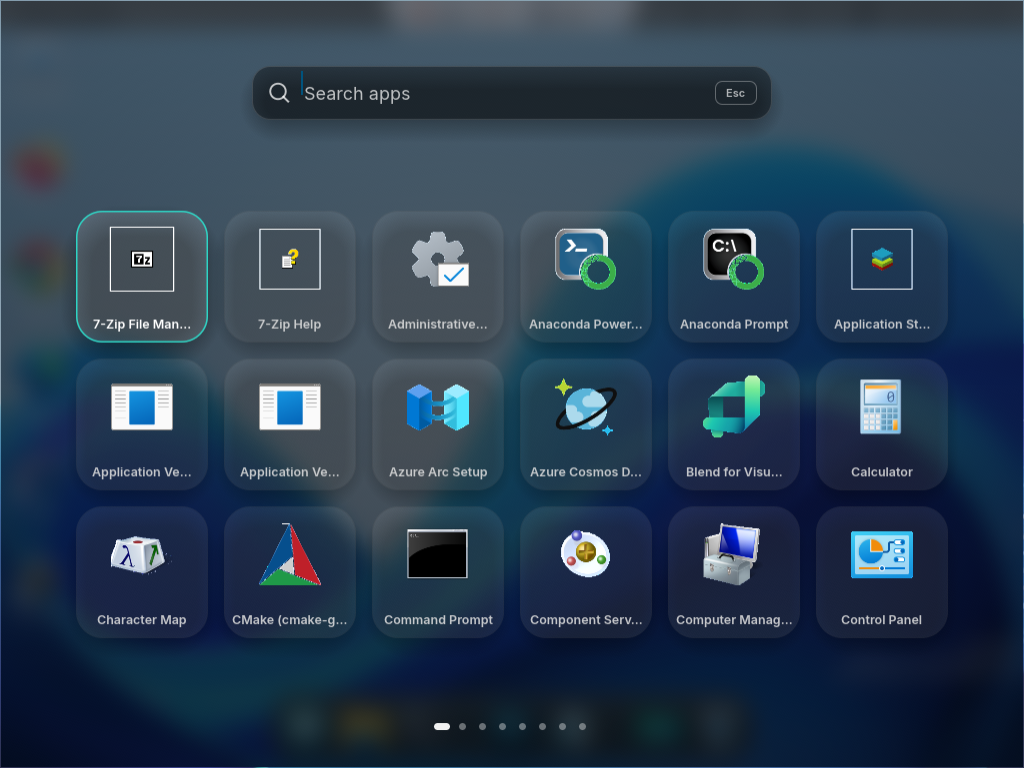 Search apps
Esc
7z
7-Zip File Man...
7-Zip Help
Administrative...
Anaconda Power...
C:\
Anaconda Prompt
Application St...
Application Ve...
Application Ve...
Azure Arc Setup
Azure Cosmos D...
Blend for Visu...
0
Calculator
Character Map
CMake (cmake-g...
Command Prompt
Component Serv...
Computer Manag...
Control Panel